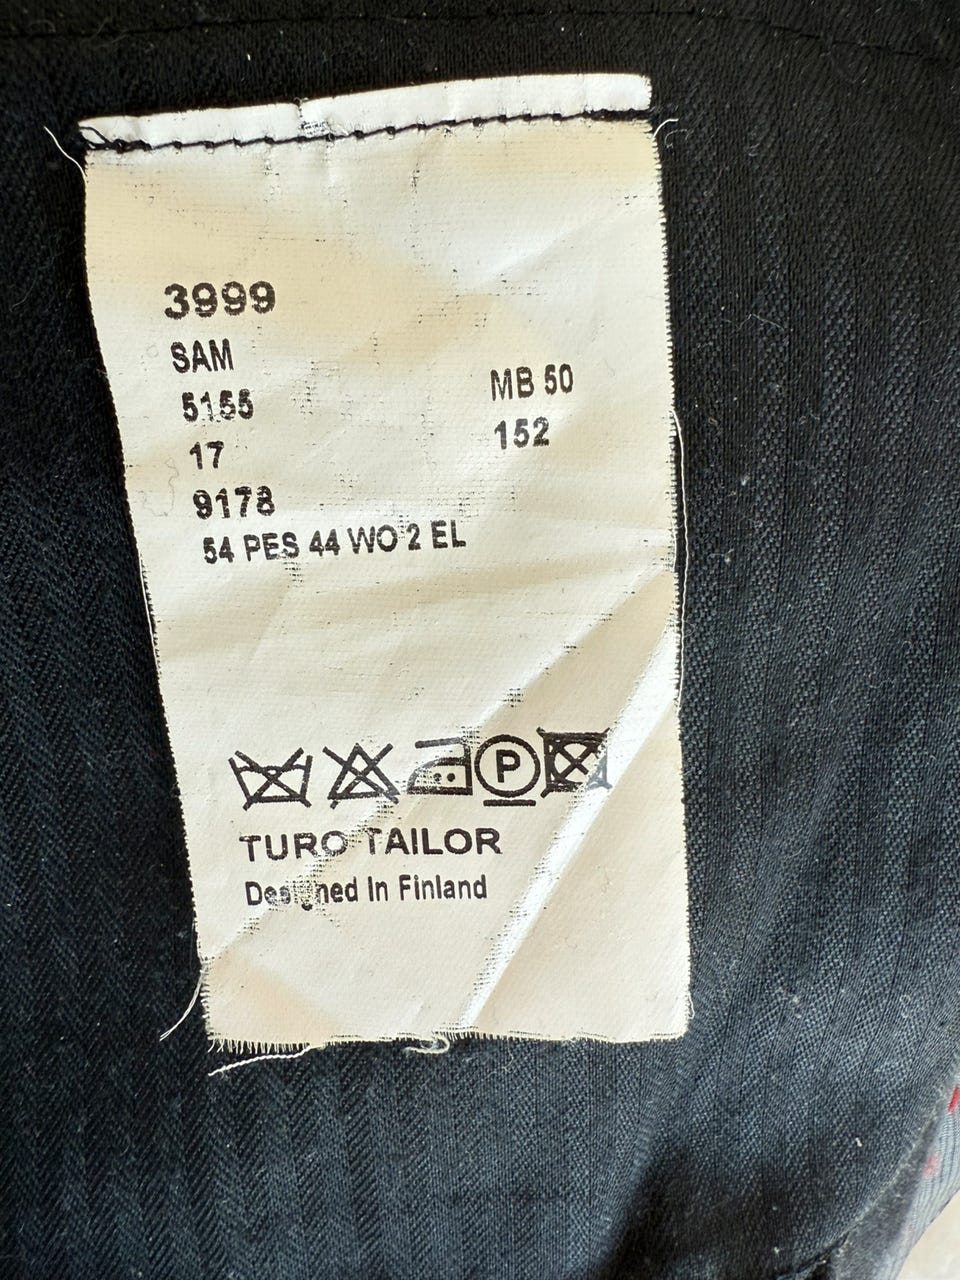 3999
SAM
5155 MB 50
17 152
9178
54 PES 44 WO 2 EL
P
TURO TAILOR
Designed In Finland